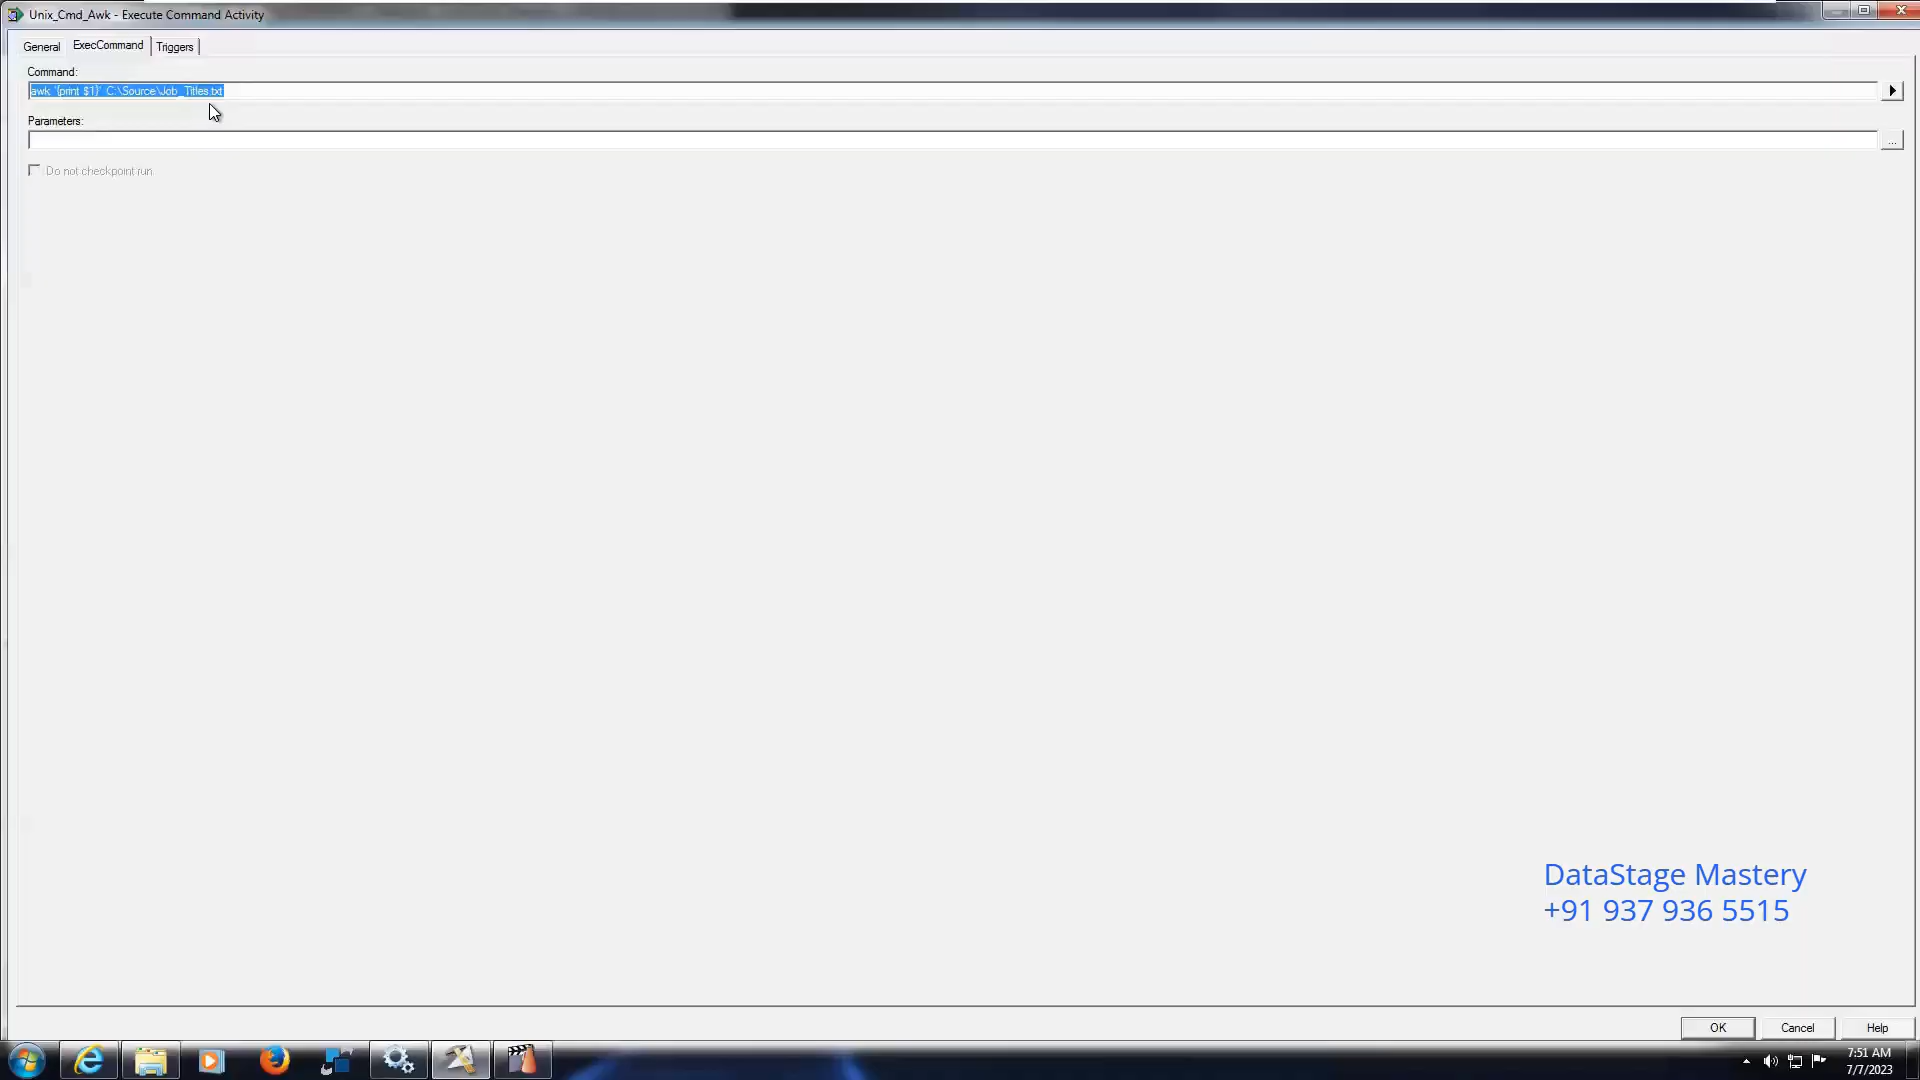 Unix_Cmd_Awk - Execute Command Activity
General ExecCommand Triggers
Command:
awk '{print $1}' C:\Source\Job_Titles.txt
Parameters:
...
Do not checkpoint run.
DataStage Mastery
+91 937 936 5515
OK Cancel Help
7:51 AM
7/7/2023